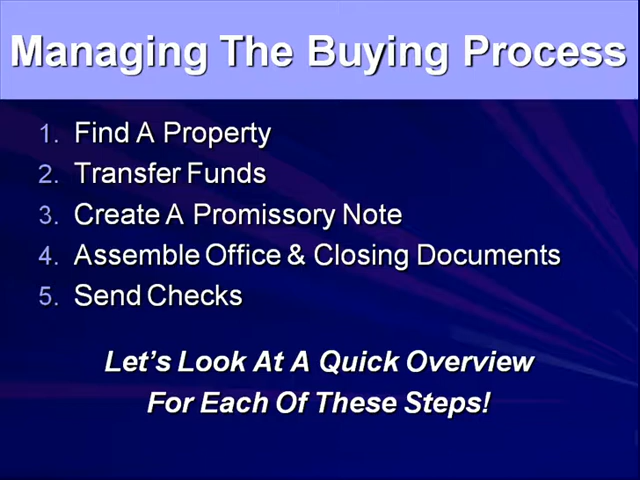 Managing The Buying Process
1. Find A Property
2. Transfer Funds
3. Create A Promissory Note
4. Assemble Office & Closing Documents
5. Send Checks
Let's Look At A Quick Overview
For Each Of These Steps!